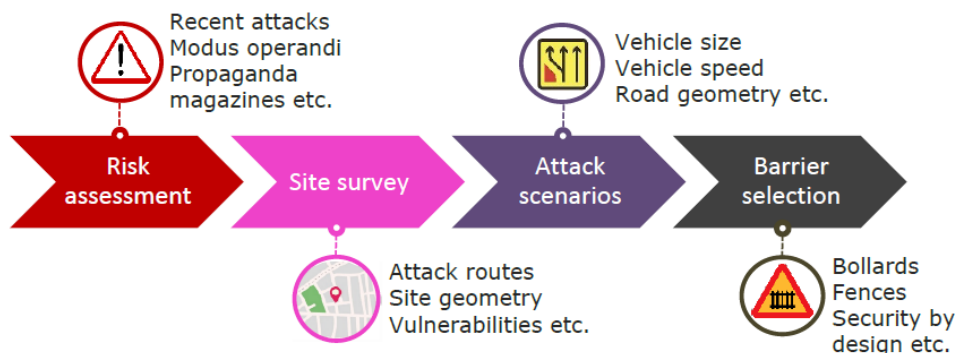 Recent attacks
Modus operandi
Propaganda
magazines etc.
Vehicle size
Vehicle speed
Road geometry etc.
Risk
assessment
Site survey
Attack
scenarios
Barrier
selection
Attack routes
Site geometry
Vulnerabilities etc.
Bollards
Fences
Security by
design etc.